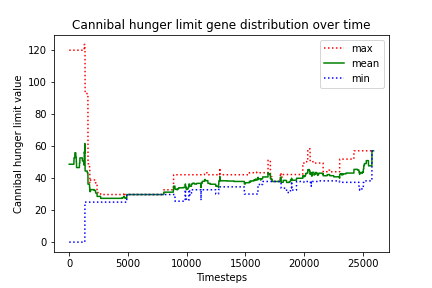 Cannibal hunger limit gene distribution over time
max
mean
min
Cannibal hunger limit value
120
100
80
60
40
20
0
0 5000 10000 15000 20000 25000
Timesteps